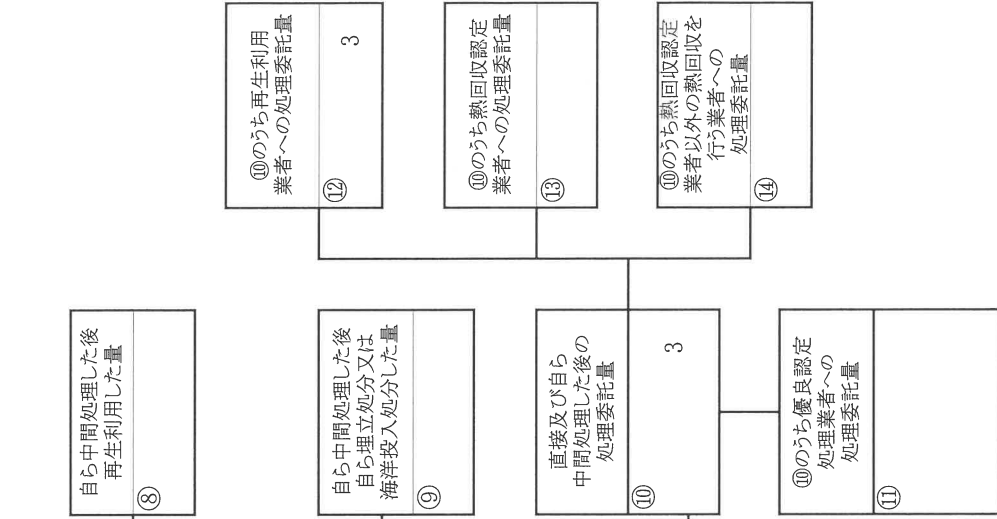 自ら中間処理した後
再生利用した量
⑧
自ら中間処理した後
自ら埋立処分又は
海洋投入処分した量
⑨
直接及び自ら
中間処理した後の
処理委託量
⑩
3
⑩のうち優良認定
処理業者への
処理委託量
⑪
⑩のうち再生利用
業者への処理委託量
⑫
3
⑩のうち熱回収認定
業者への処理委託量
⑬
⑩のうち熱回収認定
業者以外の熱回収を
行う業者への
処理委託量
⑭